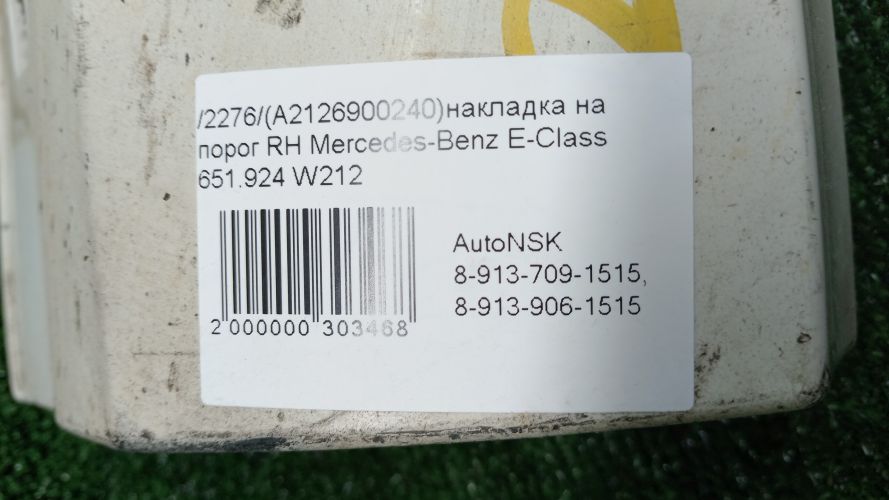 /2276/(A2126900240)накладка на
порог RH Mercedes-Benz E-Class
651.924 W212
AutoNSK
8-913-709-1515,
8-913-906-1515
2 000000 303468